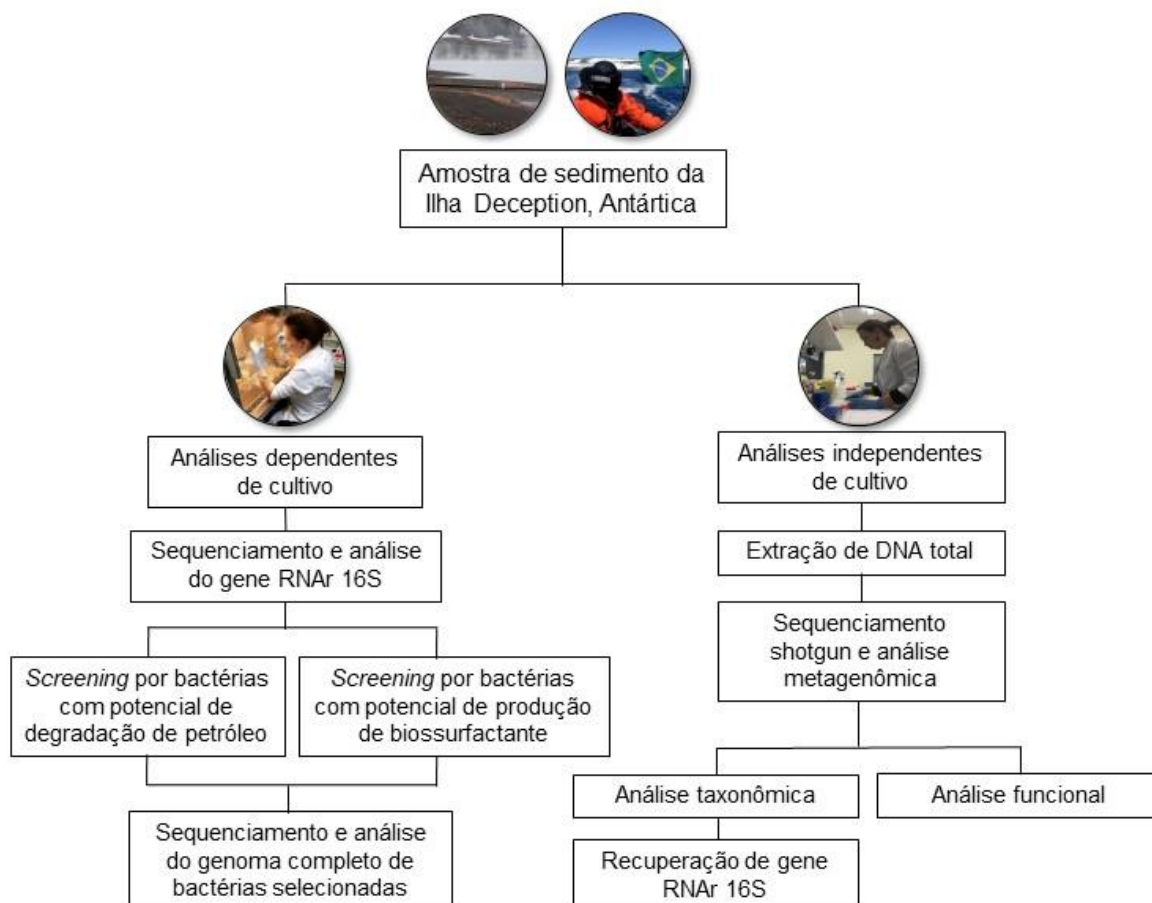 Amostra de sedimento da
Ilha Deception, Antártica
Análises dependentes
de cultivo
Sequenciamento e análise
do gene RNAr 16S
Screening por bactérias
com potencial de
degradação de petróleo
Screening por bactérias
com potencial de produção
de biossurfactante
Sequenciamento e análise
do genoma completo de
bactérias selecionadas
Análises independentes
de cultivo
Extração de DNA total
Sequenciamento
shotgun e análise
metagenômica
Análise taxonômica
Análise funcional
Recuperação de gene
RNAr 16S